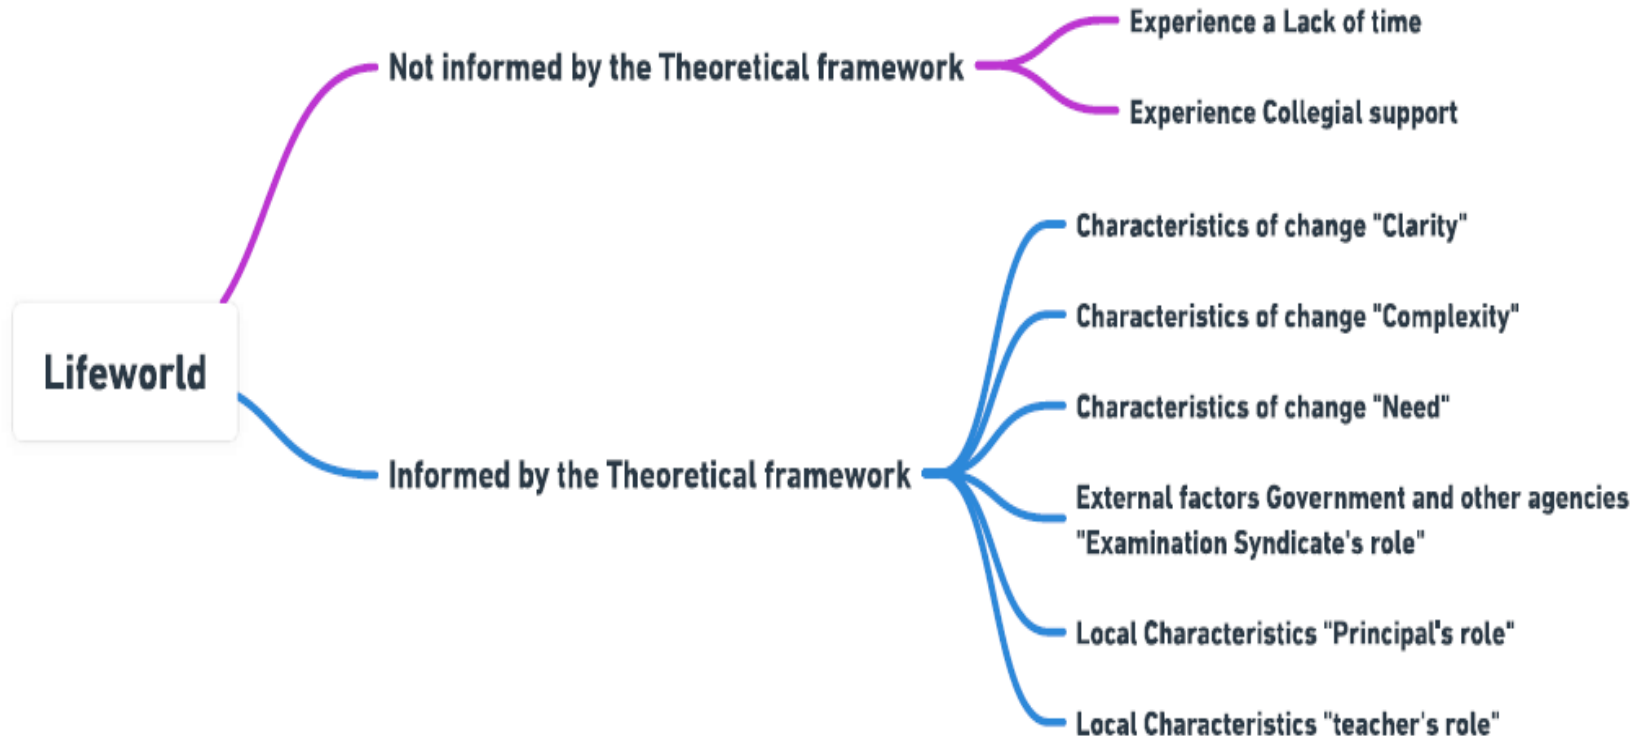 Experience a Lack of time
Not informed by the Theoretical framework
Experience Collegial support
Characteristics of change "Clarity"
Characteristics of change "Complexity"
Lifeworld
Characteristics of change "Need"
Informed by the Theoretical framework
External factors Government and other agencies
"Examination Syndicate's role"
Local Characteristics "Principal's role"
Local Characteristics "teacher's role"